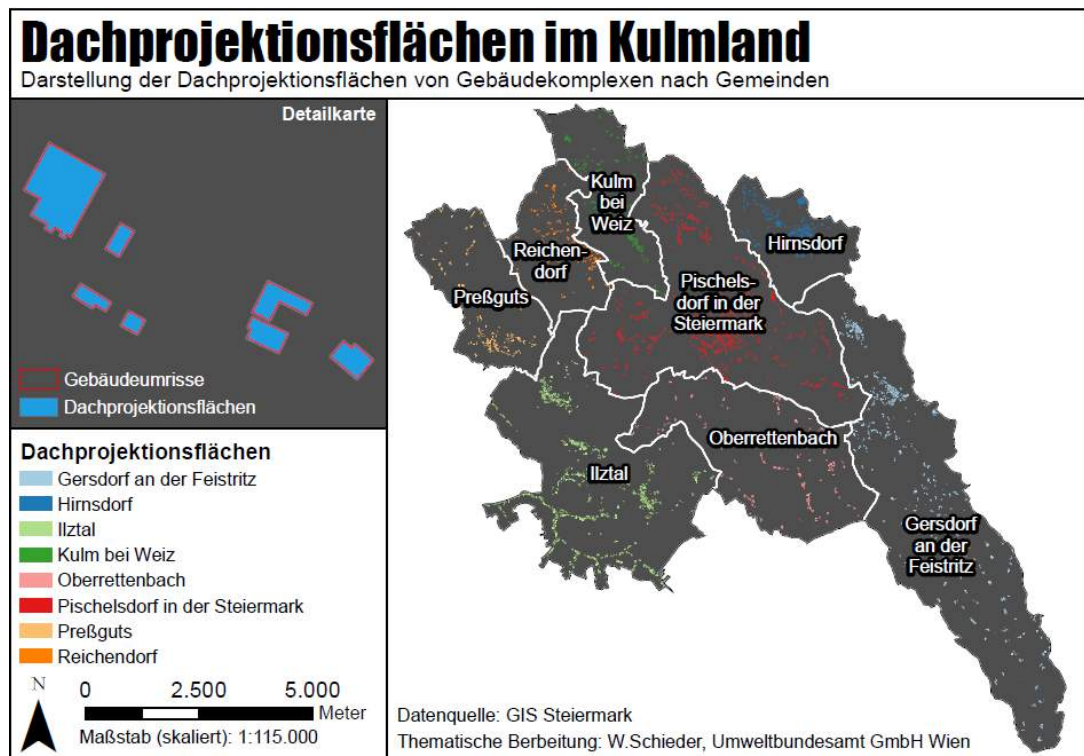 Dachprojektionsflächen im Kulmland
Darstellung der Dachprojektionsflächen von Gebäudekomplexen nach Gemeinden
Detailkarte
Gebäudeumrisse
Dachprojektionsflächen
Dachprojektionsflächen
Gersdorf an der Feistritz
Hirnsdorf
Ilztal
Kulm bei Weiz
Oberrettenbach
Pischelsdorf in der Steiermark
Preßguts
Reichendorf
N
0 2.500 5.000
Meter
Maßstab (skaliert): 1:115.000
Kulm
bei
Weiz
Hirnsdorf
Reichen-
dorf
Preßguts
Pischels-
dorf in der
Steiermark
Oberrettenbach
Ilztal
Gersdorf
an der
Feistritz
Datenquelle: GIS Steiermark
Thematische Berbeitung: W.Schieder, Umweltbundesamt GmbH Wien